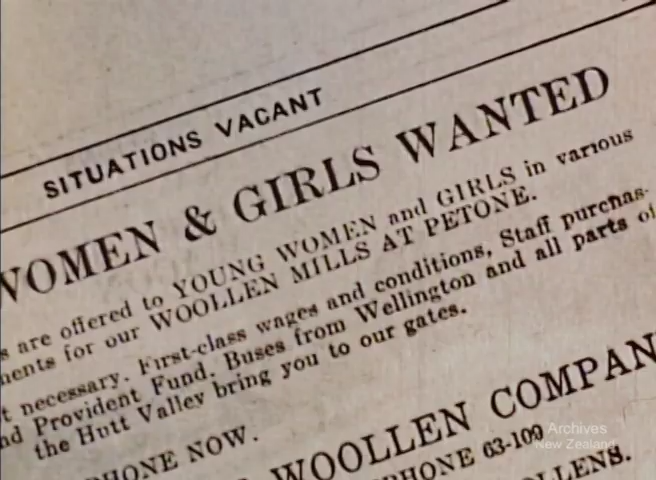 SITUATIONS VACANT
WOMEN & GIRLS WANTED
s are offered to YOUNG WOMEN and GIRLS in various
ments for our WOOLLEN MILLS AT PETONE.
t necessary. First-class wages and conditions, Staff purchas-
nd Provident Fund. Buses from Wellington and all parts of
the Hutt Valley bring you to our gates.
PHONE NOW.
WOOLLEN COMPAN
PHONE 63-109
OLLENS.
Archives
New Zealand